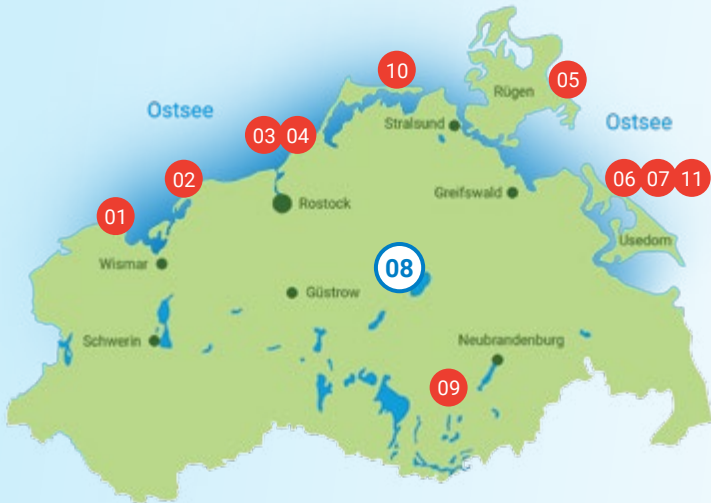 10
05
Rügen
Ostsee
03 04
Stralsund
Ostsee
02
06 07 11
Greifswald
Rostock
01
Usedom
Wismar
08
Güstrow
Schwerin
Neubrandenburg
09